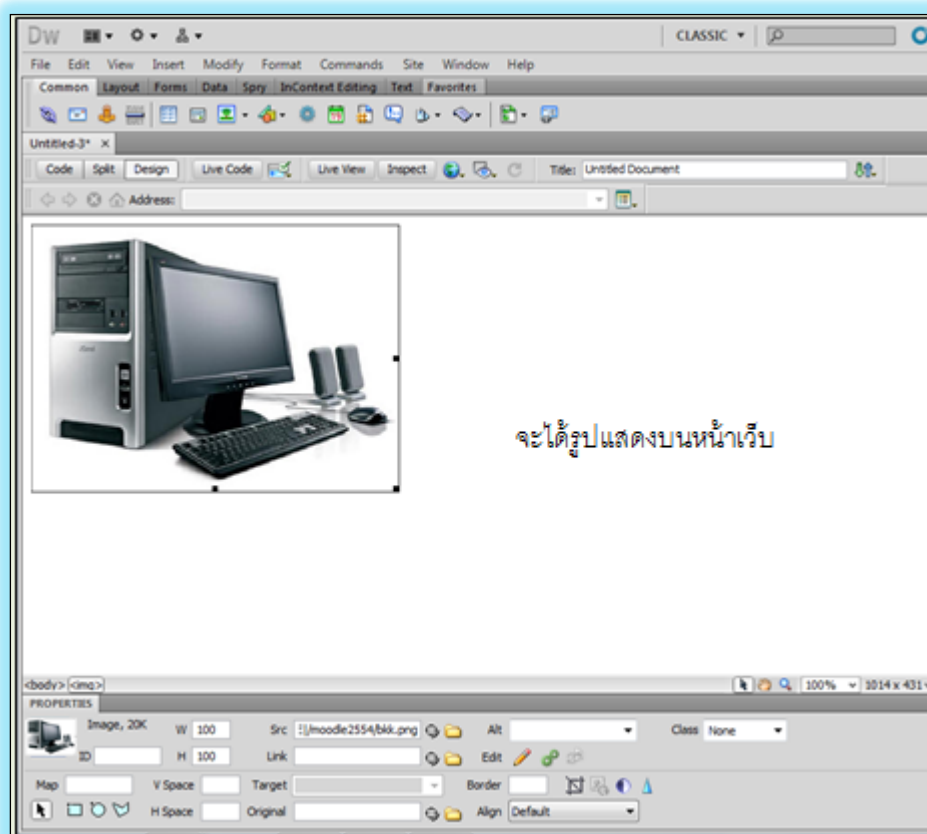 Dw CLASSIC
File Edit View Insert Modify Format Commands Site Window Help
Common Layout Forms Data Spry InContext Editing Text Favorites
Untitled-3* ×
Code Split Design Live Code Live View Inspect Title: Untitled Document
Address:
จะได้รูปแสดงบนหน้าเว็บ
<body> <img> 100% 1014 x 431
PROPERTIES
Image, 20K W 100 Src /moodle2554/bkk.png Alt Class None
ID H 100 Link Edit
Map V Space Target Border
H Space Original Align Default